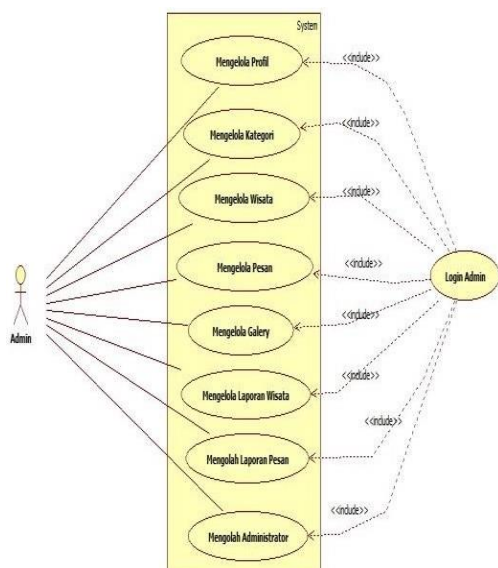 System
Mengelola Profil
<<include>>
Mengelola Kategori
<<include>>
Mengelola Wisata
<<include>>
Mengelola Pesan
<<include>>
Login Admin
Admin
Mengelola Galery
<<include>>
Mengelola Laporan Wisata
<<include>>
Mengolah Laporan Pesan
<<include>>
Mengolah Administrator
<<include>>